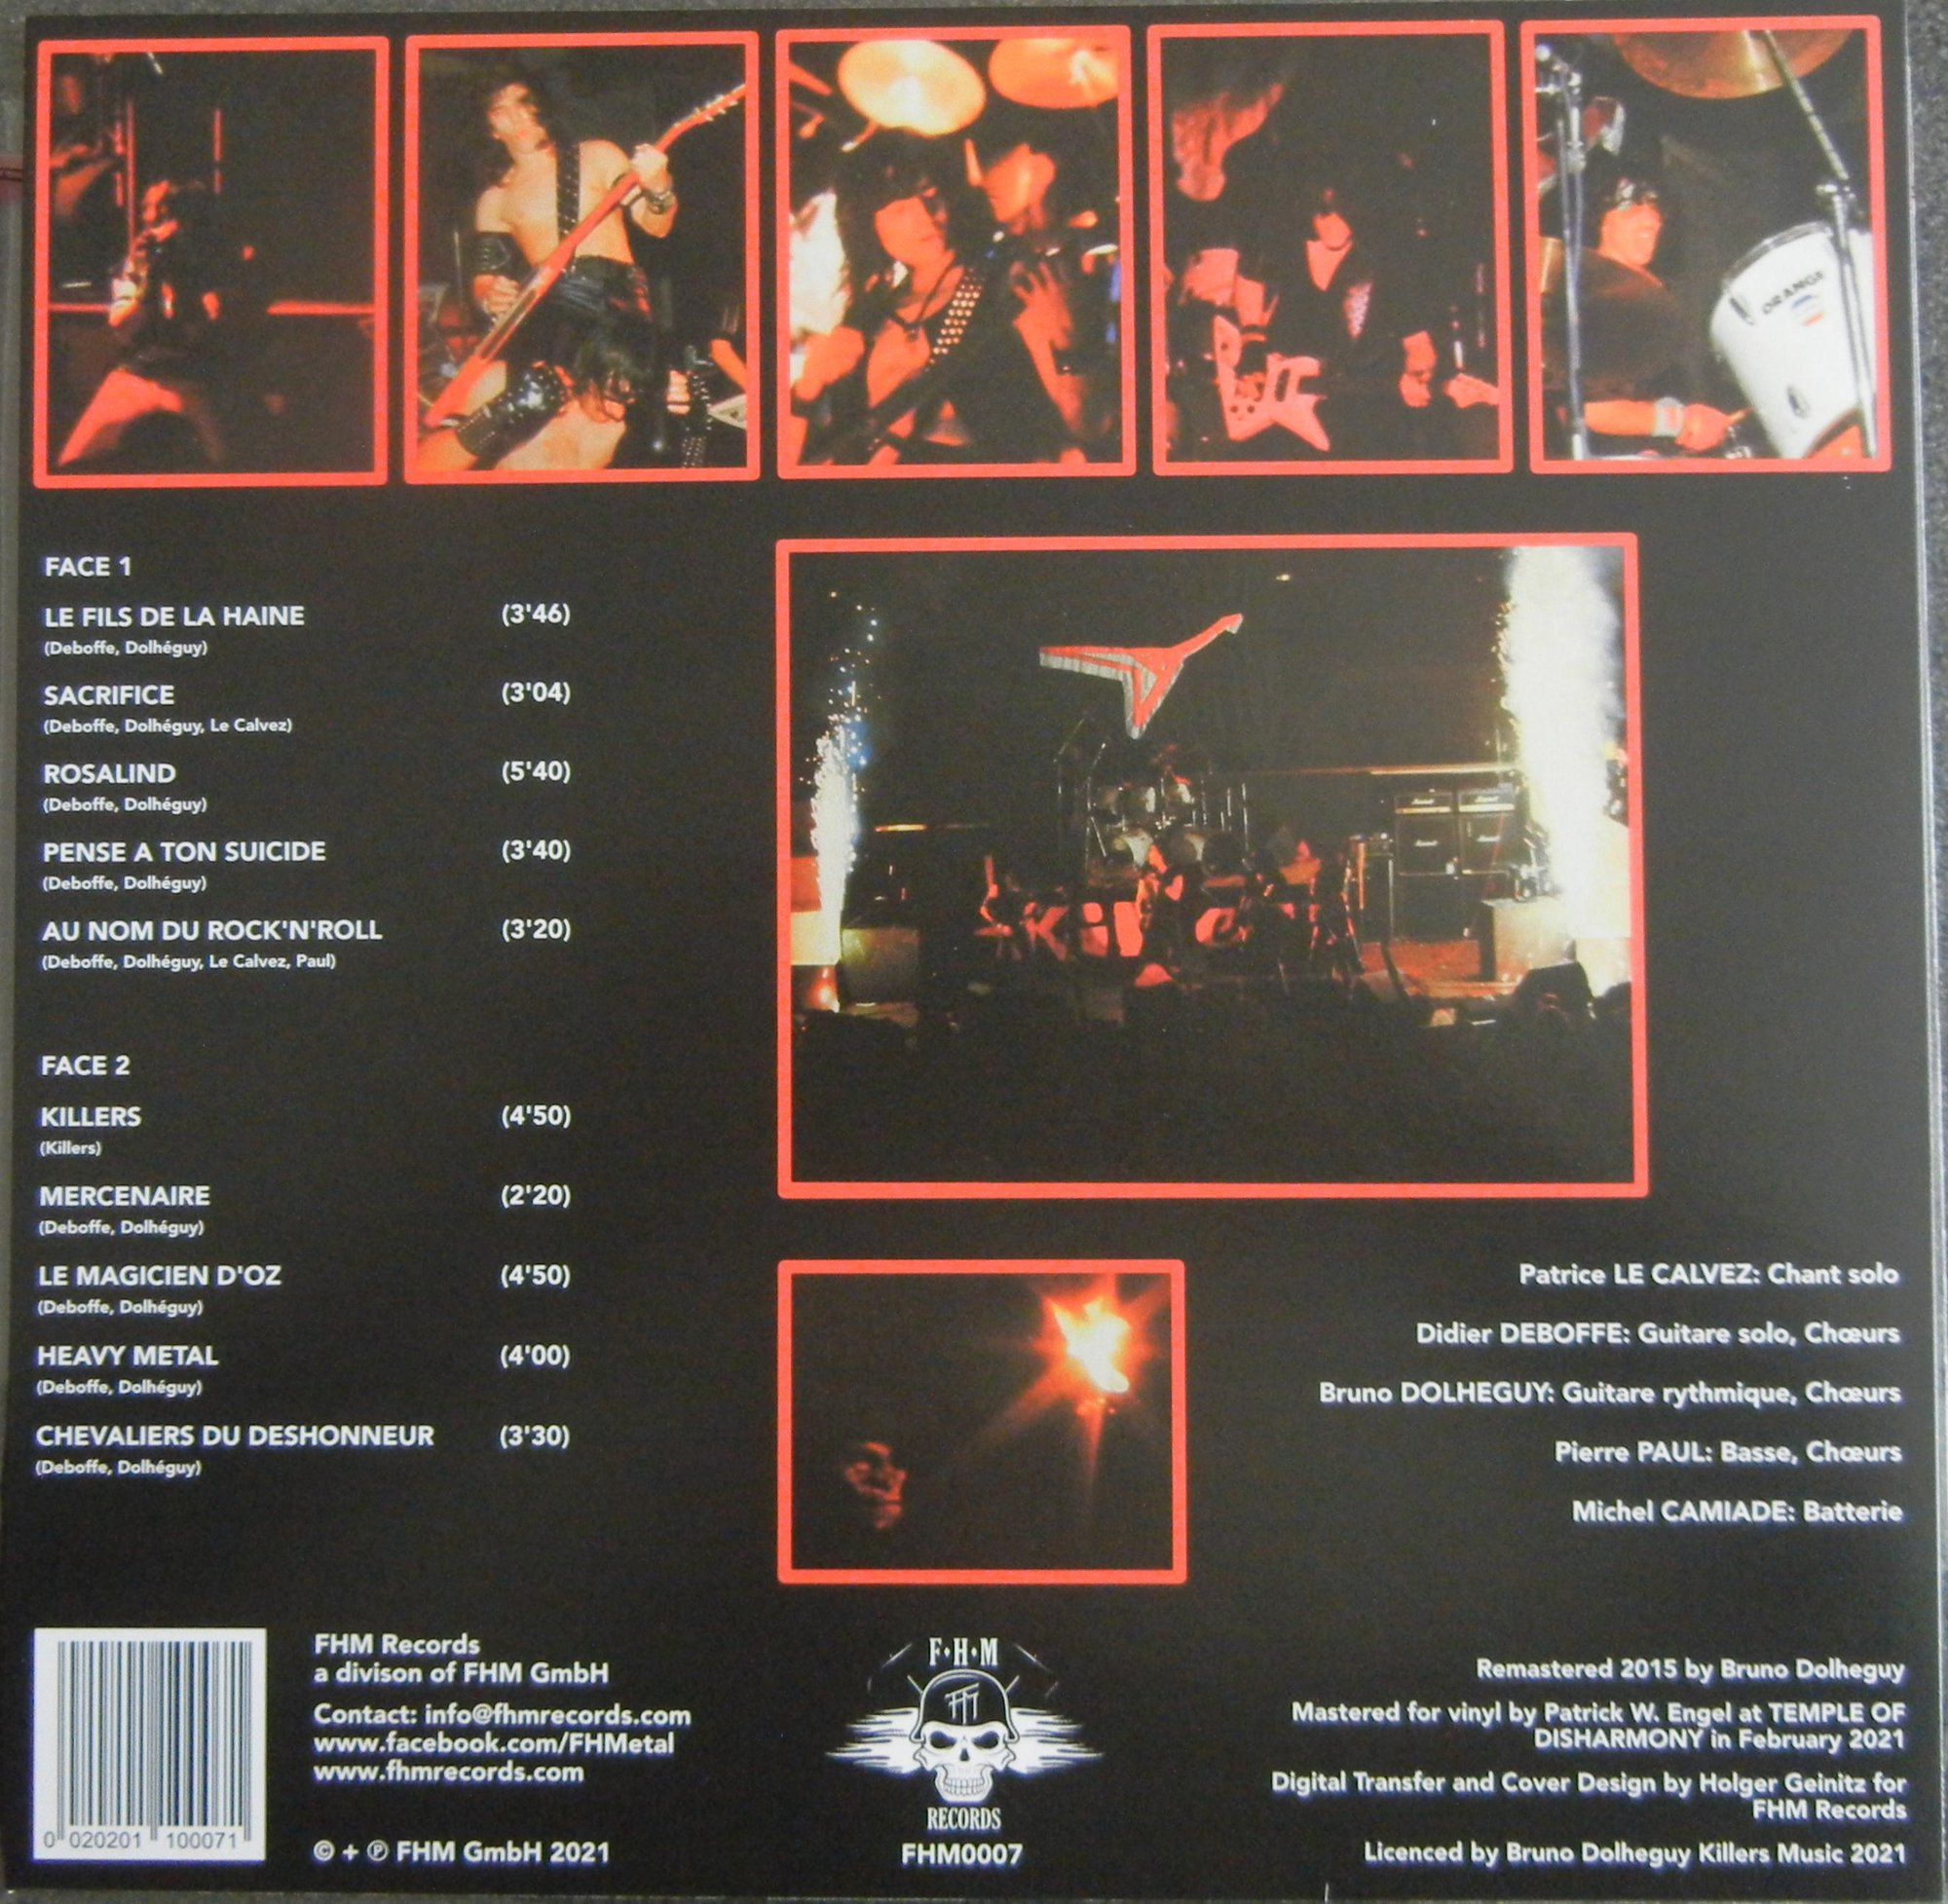 ORANGE
FACE 1
LE FILS DE LA HAINE (3'46)
(Deboffe, Dolhéguy)
SACRIFICE (3'04)
(Deboffe, Dolhéguy, Le Calvez)
ROSALIND (5'40)
(Deboffe, Dolhéguy)
PENSE A TON SUICIDE (3'40)
(Deboffe, Dolhéguy)
AU NOM DU ROCK'N'ROLL (3'20)
(Deboffe, Dolhéguy, Le Calvez, Paul)
FACE 2
KILLERS (4'50)
(Killers)
MERCENAIRE (2'20)
(Deboffe, Dolhéguy)
LE MAGICIEN D'OZ (4'50)
(Deboffe, Dolhéguy)
HEAVY METAL (4'00)
(Deboffe, Dolhéguy)
CHEVALIERS DU DESHONNEUR (3'30)
(Deboffe, Dolhéguy)
Patrice LE CALVEZ: Chant solo
Didier DEBOFFE: Guitare solo, Chœurs
Bruno DOLHEGUY: Guitare rythmique, Chœurs
Pierre PAUL: Basse, Chœurs
Michel CAMIADE: Batterie
0 020201 100071
FHM Records
a divison of FHM GmbH
Contact: info@fhmrecords.com
www.facebook.com/FHMetal
www.fhmrecords.com
© + ℗ FHM GmbH 2021
F·H·M
RECORDS
FHM0007
Remastered 2015 by Bruno Dolheguy
Mastered for vinyl by Patrick W. Engel at TEMPLE OF
DISHARMONY in February 2021
Digital Transfer and Cover Design by Holger Geinitz for
FHM Records
Licenced by Bruno Dolheguy Killers Music 2021